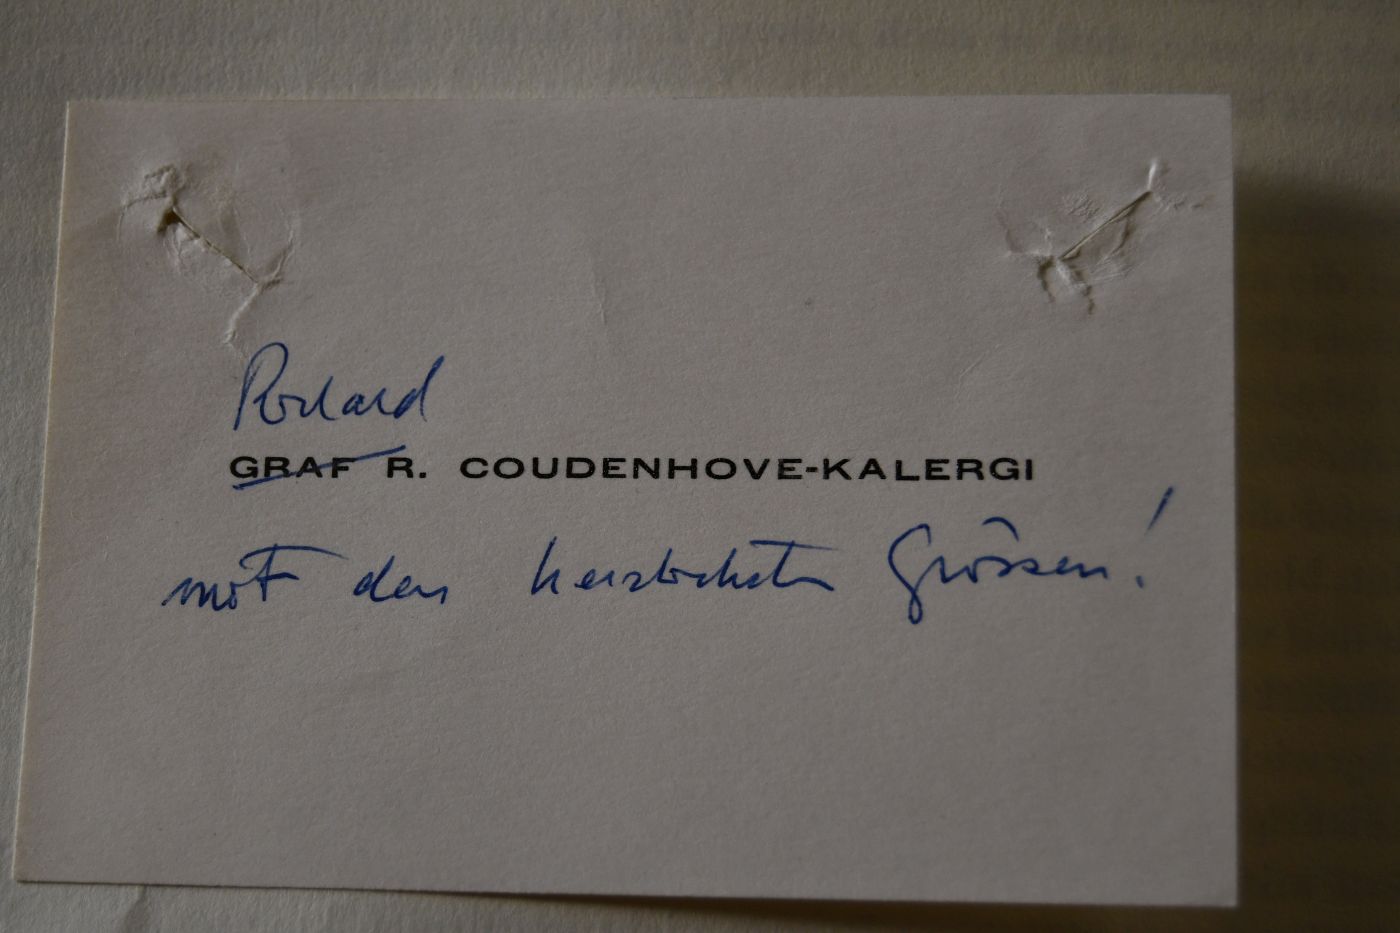 Richard
GRAF R. COUDENHOVE-KALERGI
mit den herzlichsten Grüssen!